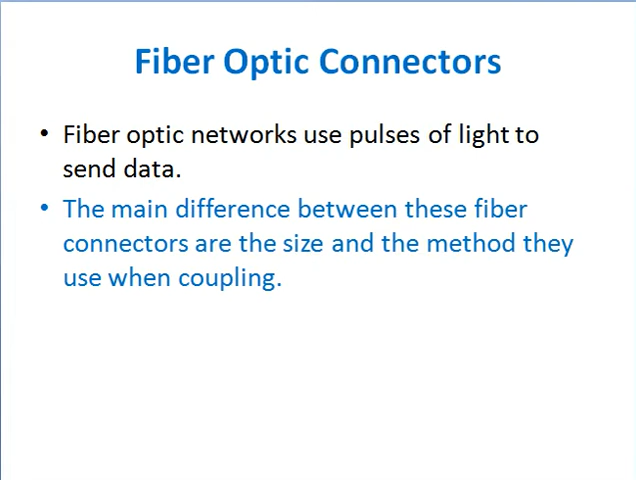 Fiber Optic Connectors
• Fiber optic networks use pulses of light to
send data.
• The main difference between these fiber
connectors are the size and the method they
use when coupling.